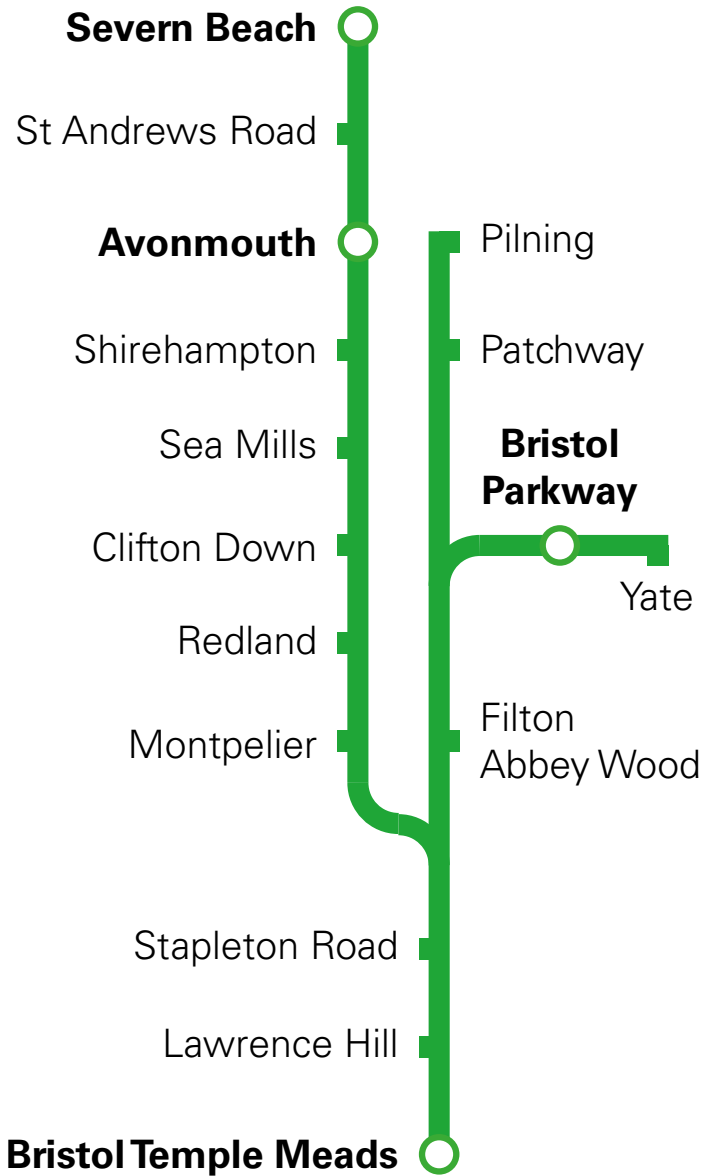 Severn Beach
St Andrews Road
Avonmouth
Pilning
Shirehampton
Patchway
Sea Mills
Bristol
Parkway
Clifton Down
Yate
Redland
Filton
Abbey Wood
Montpelier
Stapleton Road
Lawrence Hill
Bristol Temple Meads